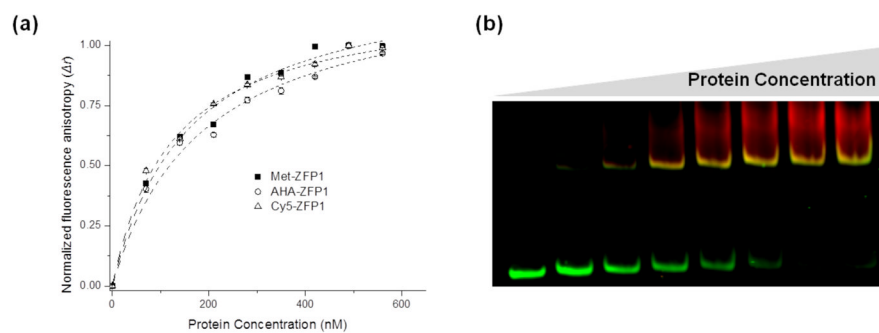 (a)
(b)
1.00
0.75
0.50
0.25
0.00
Normalized fluorescence anisotropy (Δr)
Met-ZFP1
AHA-ZFP1
Cy5-ZFP1
0
200
400
600
Protein Concentration (nM)
Protein Concentration